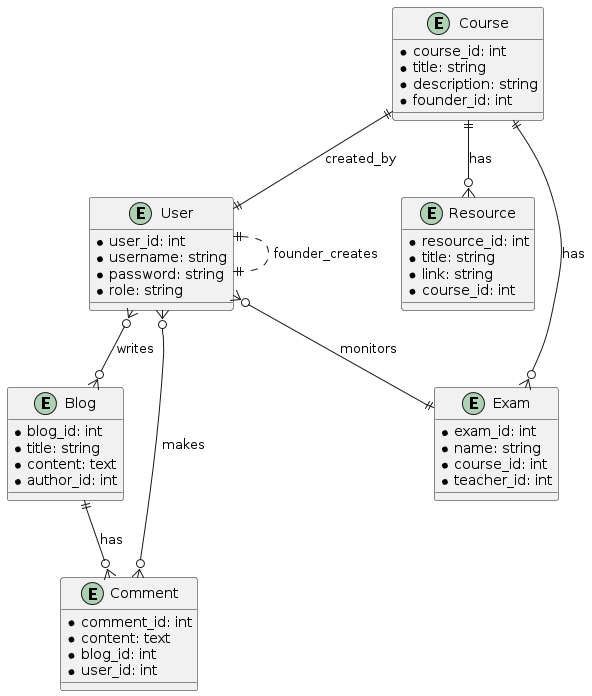 E Course
course_id: int
title: string
description: string
founder_id: int
created_by
has
E User
user_id: int
username: string
password: string
role: string
founder_creates
E Resource
resource_id: int
title: string
link: string
course_id: int
has
writes
monitors
E Blog
blog_id: int
title: string
content: text
author_id: int
makes
E Exam
exam_id: int
name: string
course_id: int
teacher_id: int
has
E Comment
comment_id: int
content: text
blog_id: int
user_id: int